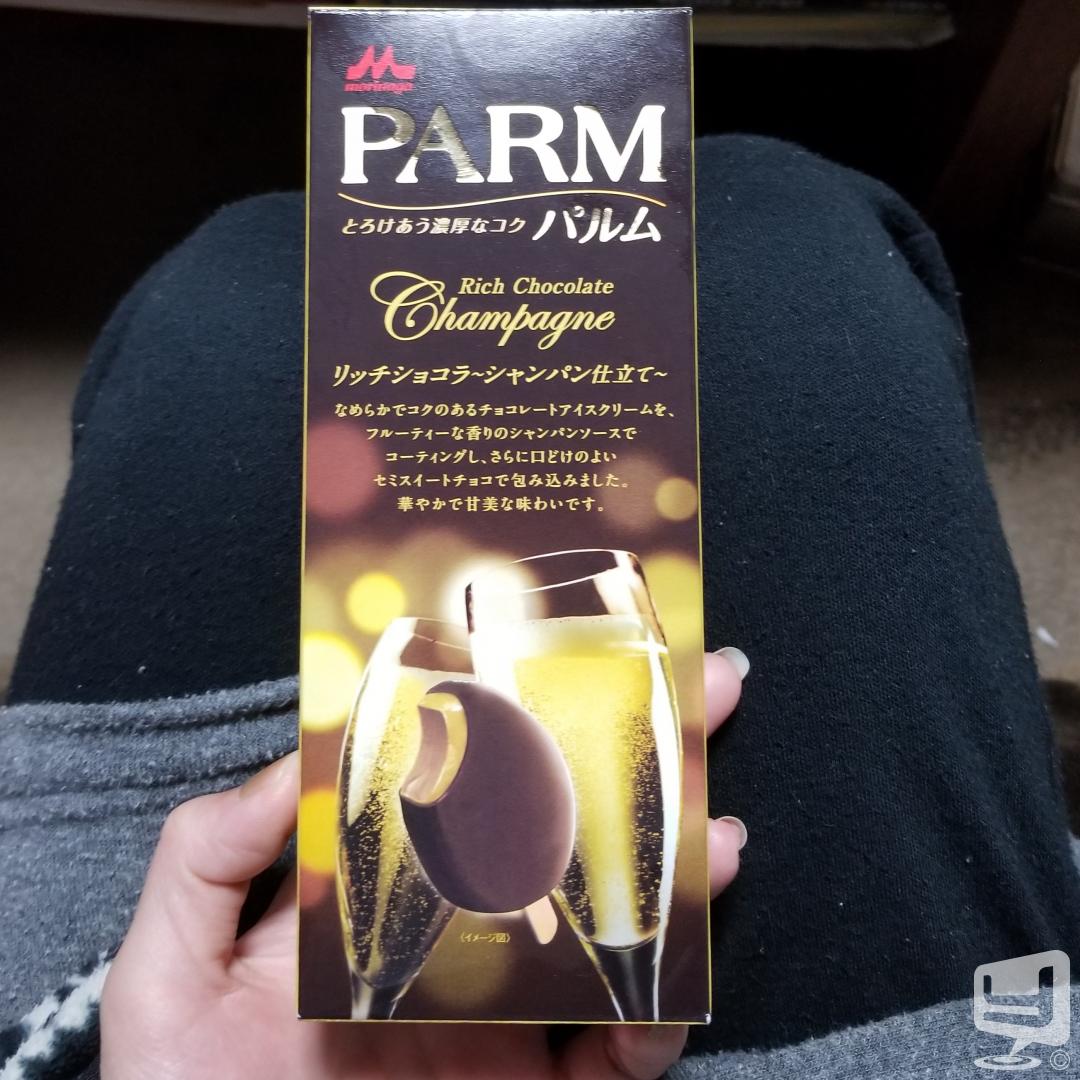 morinaga
PARM
とろけあう濃厚なコク パルム
Rich Chocolate
Champagne
リッチショコラ~シャンパン仕立て~
なめらかでコクのあるチョコレートアイスクリームを、
フルーティーな香りのシャンパンソースで
コーティングし、さらに口どけのよい
セミスイートチョコで包み込みました。
華やかで甘美な味わいです。
〈イメージ図〉
©